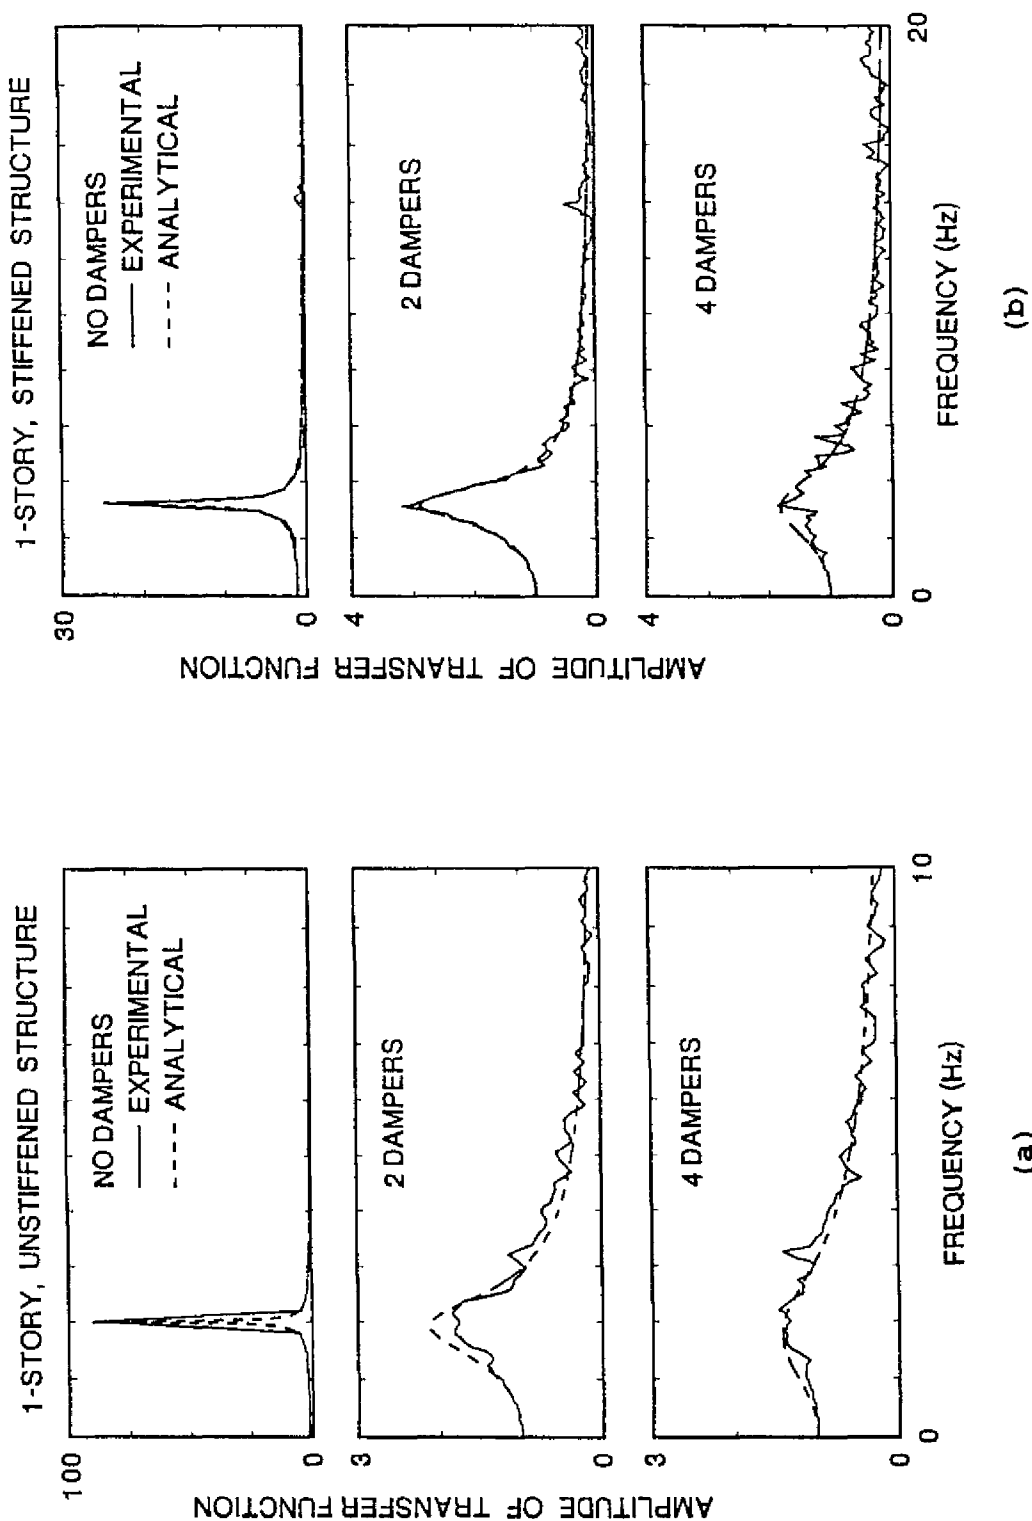 1-STORY, UNSTIFFENED STRUCTURE
AMPLITUDE OF TRANSFER FUNCTION
100
0
NO DAMPERS
EXPERIMENTAL
ANALYTICAL
3
0
2 DAMPERS
3
0
4 DAMPERS
0
10
FREQUENCY (Hz)
(a)
1-STORY, STIFFENED STRUCTURE
AMPLITUDE OF TRANSFER FUNCTION
30
0
NO DAMPERS
EXPERIMENTAL
ANALYTICAL
4
0
2 DAMPERS
4
0
4 DAMPERS
0
20
FREQUENCY (Hz)
(b)